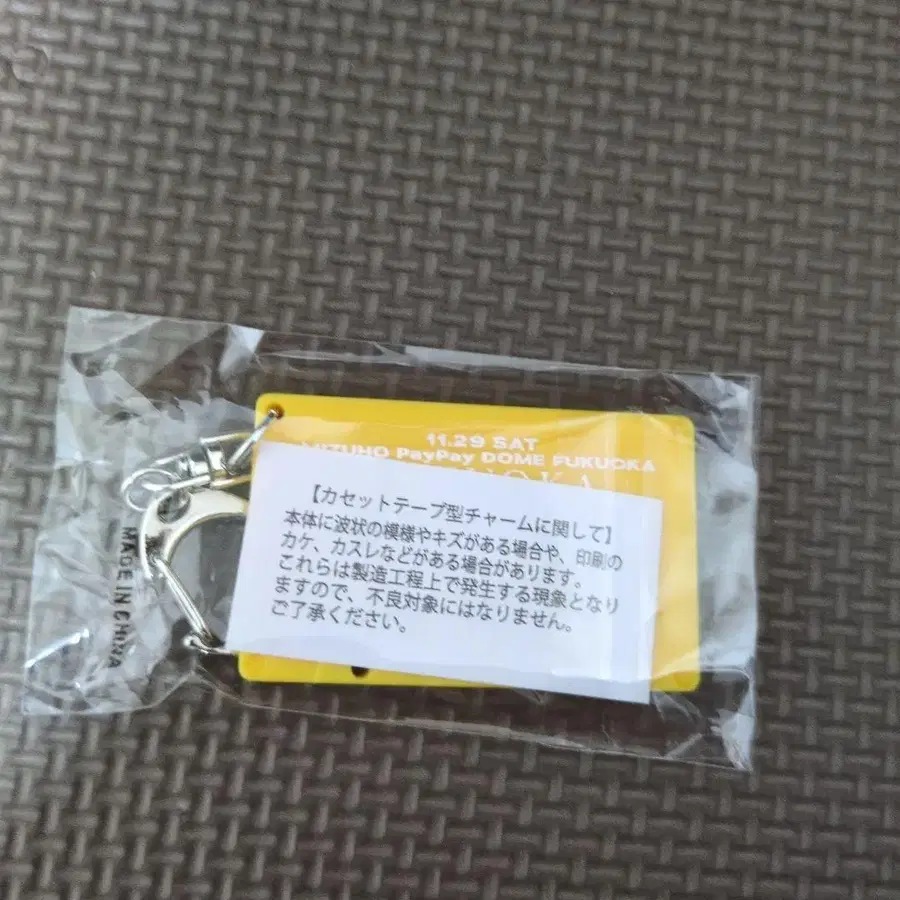 11.29 SAT
MIZUHO PayPay DOME FUKUOKA
【カセットテープ型チャームに関して】
本体に波状の模様やキズがある場合や、印刷の
カケ、カスレなどがある場合があります。
これらは製造工程上で発生する現象となり
ますので、不良対象にはなりません。
ご了承ください。
MADE IN CHINA